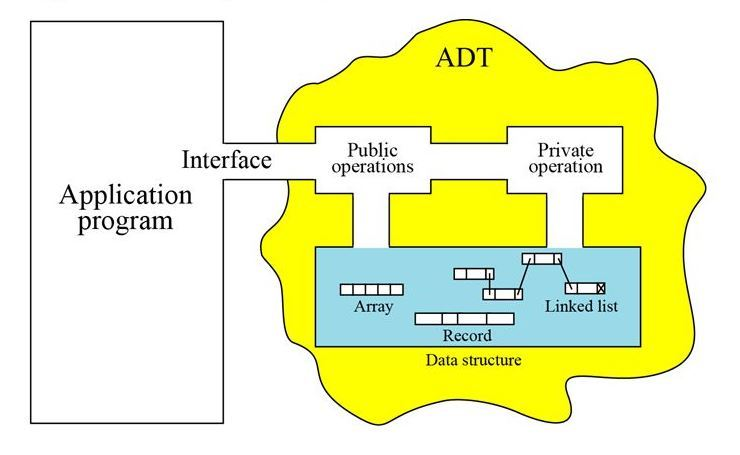 ADT
Interface
Public
operations
Private
operation
Application
program
Array
Linked list
Record
Data structure